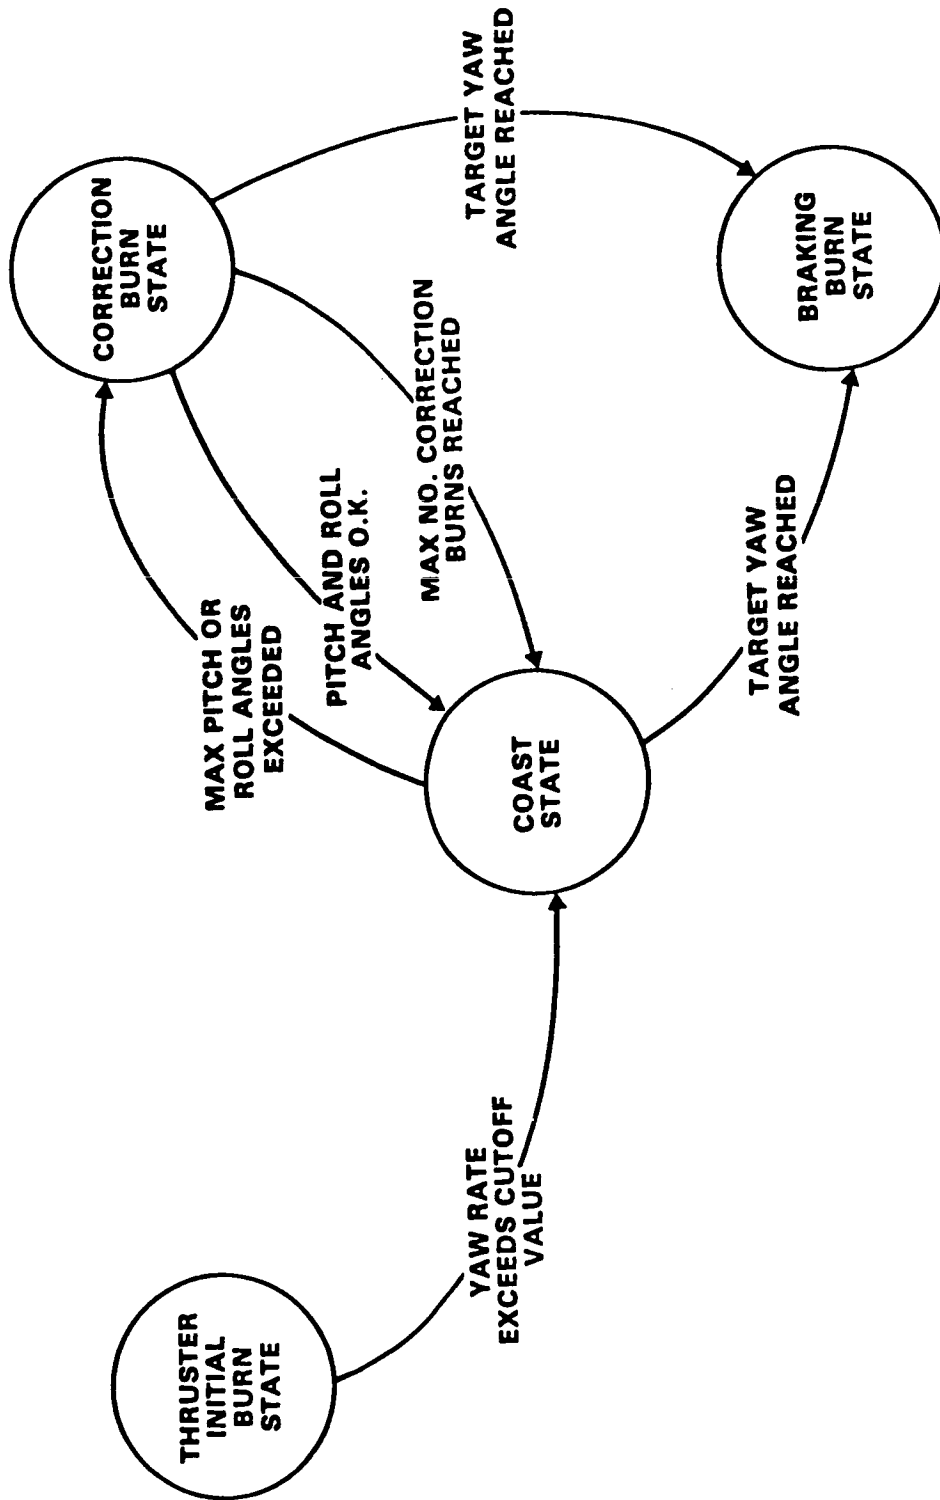 THRUSTER
INITIAL
BURN
STATE
YAW RATE
EXCEEDS CUTOFF
VALUE
COAST
STATE
MAX PITCH OR
ROLL ANGLES
EXCEEDED
PITCH AND ROLL
ANGLES O.K.
MAX NO. CORRECTION
BURNS REACHED
CORRECTION
BURN
STATE
TARGET YAW
ANGLE REACHED
TARGET YAW
ANGLE REACHED
BRAKING
BURN
STATE